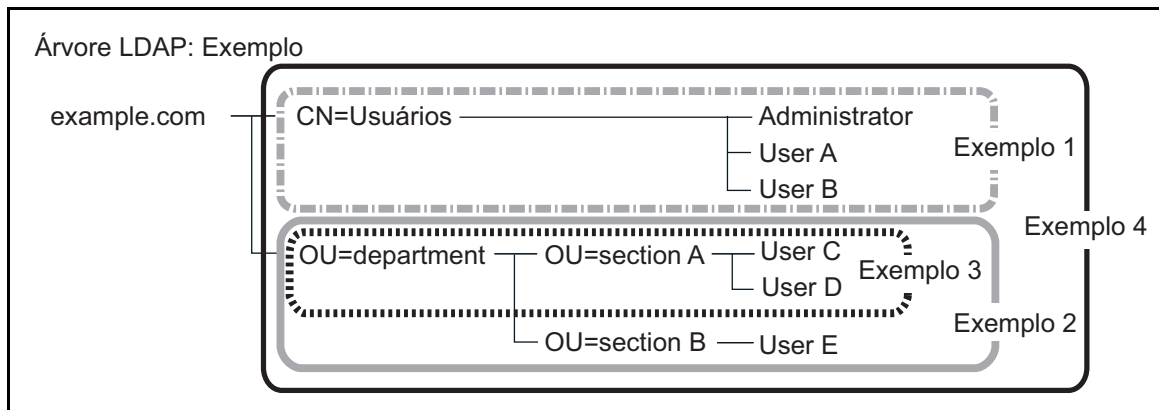 Árvore LDAP: Exemplo
example.com
CN=Usuários
Administrator
User A
User B
Exemplo 1
Exemplo 4
OU=department
OU=section A
User C
User D
Exemplo 3
OU=section B
User E
Exemplo 2